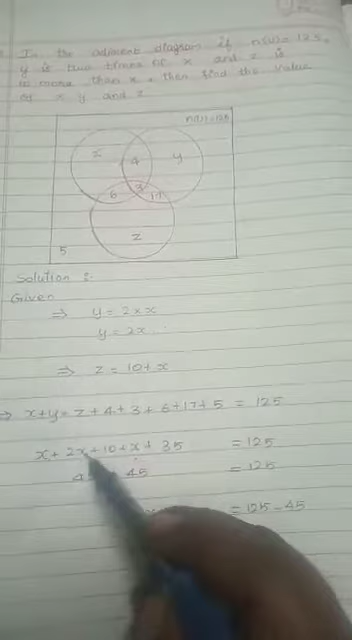 In the adjacent diagram if n(U) = 125,
y is two times of x and z is
10 more than x, then find the value
of x y and z
n(U) = 125
x 4 y
3
6 17
z
5
Solution :
Given
⇒ y = 2 × x
y = 2x
⇒ z = 10 + x
⇒ x + y + z + 4 + 3 + 6 + 17 + 5 = 125
x + 2x + 10 + x + 35 = 125
45 = 125
= 125 - 45